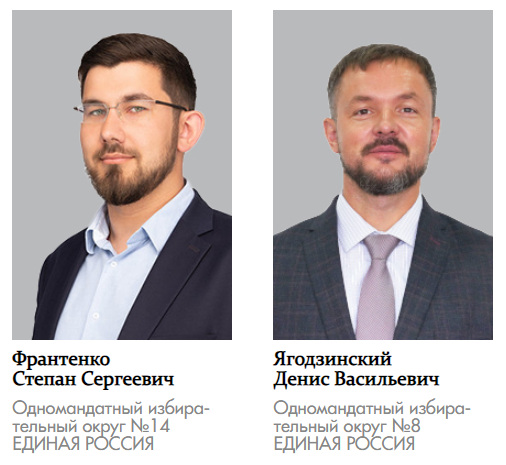 Франтенко
Степан Сергеевич
Одномандатный избира-
тельный округ №14
ЕДИНАЯ РОССИЯ
Ягодзинский
Денис Васильевич
Одномандатный избира-
тельный округ №8
ЕДИНАЯ РОССИЯ